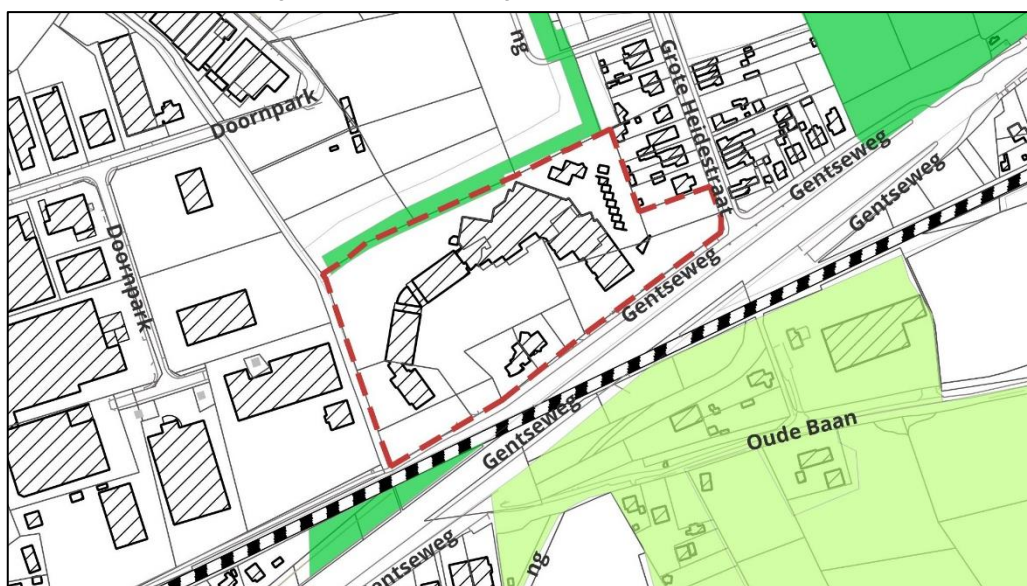 ng
Grote Heidestraat
Doornpark
Gentseweg
Gentseweg
Doornpark
Gentseweg
Gentseweg
Oude Baan
Gentseweg
ng